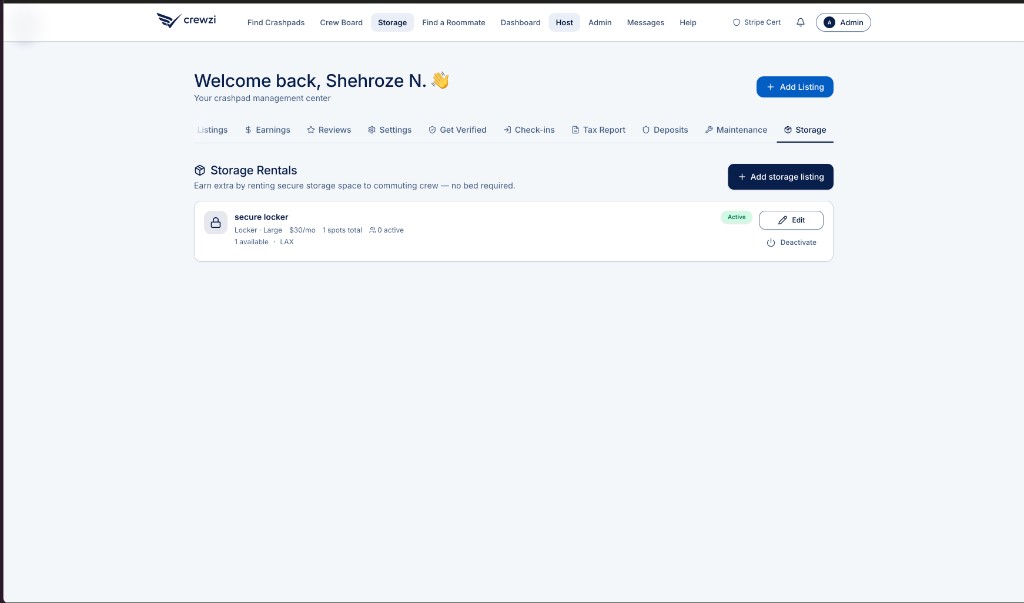 crewzi
Find Crashpads Crew Board Storage Find a Roommate Dashboard Host Admin Messages Help Stripe Cert A Admin
Welcome back, Shehroze N. 👋
Your crashpad management center
+ Add Listing
Listings Earnings Reviews Settings Get Verified Check-ins Tax Report Deposits Maintenance Storage
Storage Rentals
Earn extra by renting secure storage space to commuting crew — no bed required.
+ Add storage listing
secure locker
Locker · Large $30/mo 1 spots total 0 active
1 available · LAX
Active
Edit
Deactivate